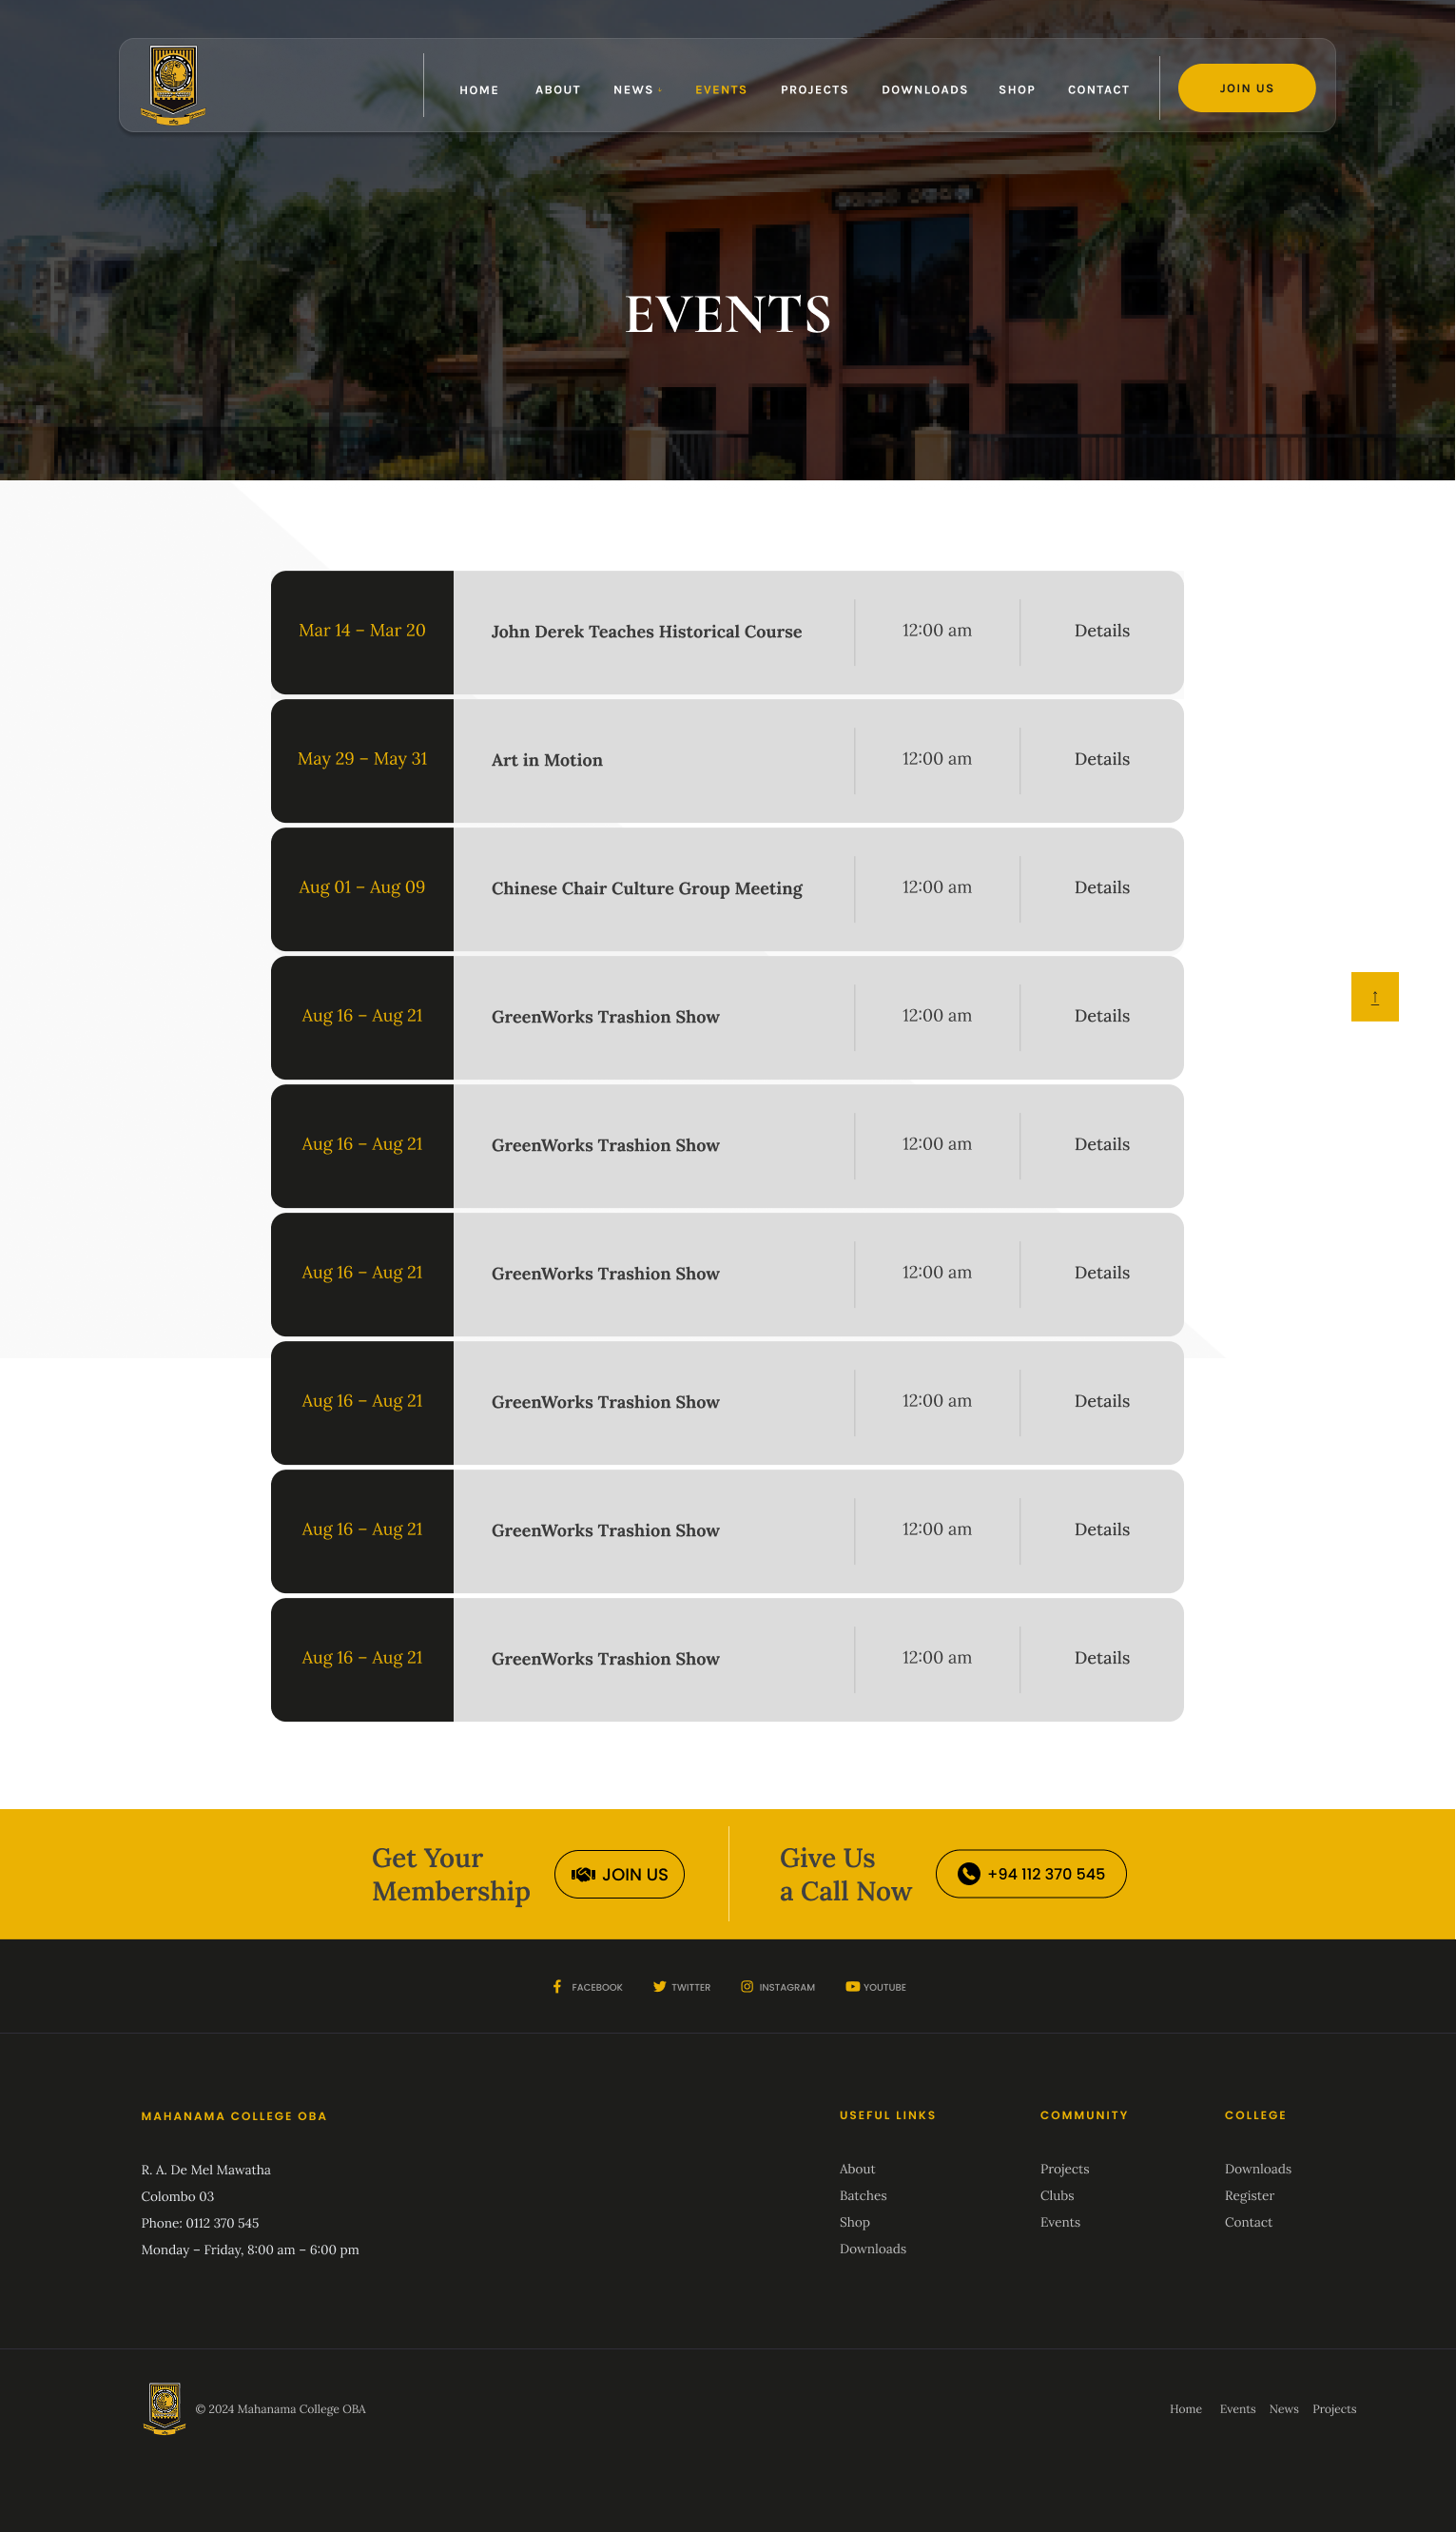 HOME ABOUT NEWS + EVENTS PROJECTS DOWNLOADS SHOP CONTACT JOIN US
EVENTS
Mar 14 – Mar 20 John Derek Teaches Historical Course 12:00 am Details
May 29 – May 31 Art in Motion 12:00 am Details
Aug 01 – Aug 09 Chinese Chair Culture Group Meeting 12:00 am Details
Aug 16 – Aug 21 GreenWorks Trashion Show 12:00 am Details
↑
Aug 16 – Aug 21 GreenWorks Trashion Show 12:00 am Details
Aug 16 – Aug 21 GreenWorks Trashion Show 12:00 am Details
Aug 16 – Aug 21 GreenWorks Trashion Show 12:00 am Details
Aug 16 – Aug 21 GreenWorks Trashion Show 12:00 am Details
Aug 16 – Aug 21 GreenWorks Trashion Show 12:00 am Details
Get Your
Membership
JOIN US
Give Us
a Call Now
+94 112 370 545
FACEBOOK TWITTER INSTAGRAM YOUTUBE
MAHANAMA COLLEGE OBA
R. A. De Mel Mawatha
Colombo 03
Phone: 0112 370 545
Monday – Friday, 8:00 am – 6:00 pm
USEFUL LINKS
About
Batches
Shop
Downloads
COMMUNITY
Projects
Clubs
Events
COLLEGE
Downloads
Register
Contact
© 2024 Mahanama College OBA
Home Events News Projects